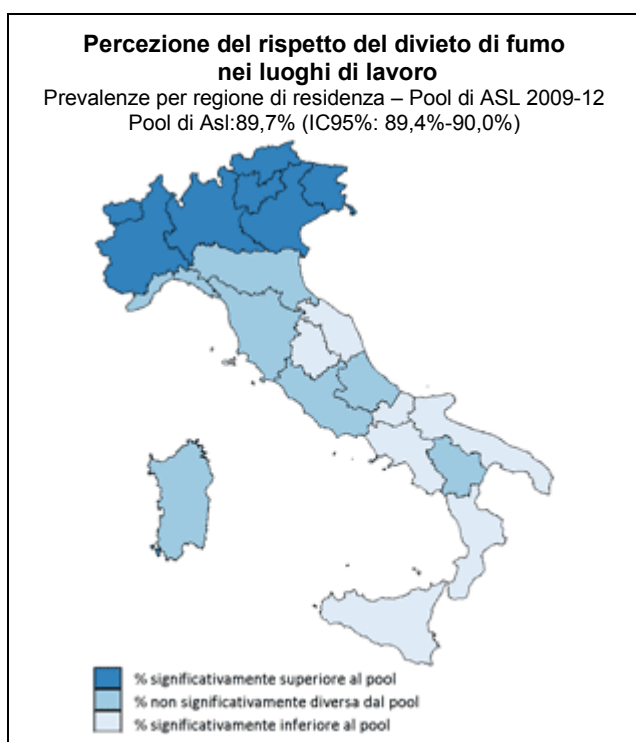 Percezione del rispetto del divieto di fumo
nei luoghi di lavoro
Prevalenze per regione di residenza – Pool di ASL 2009-12
Pool di Asl:89,7% (IC95%: 89,4%-90,0%)
% significativamente superiore al pool
% non significativamente diversa dal pool
% significativamente inferiore al pool